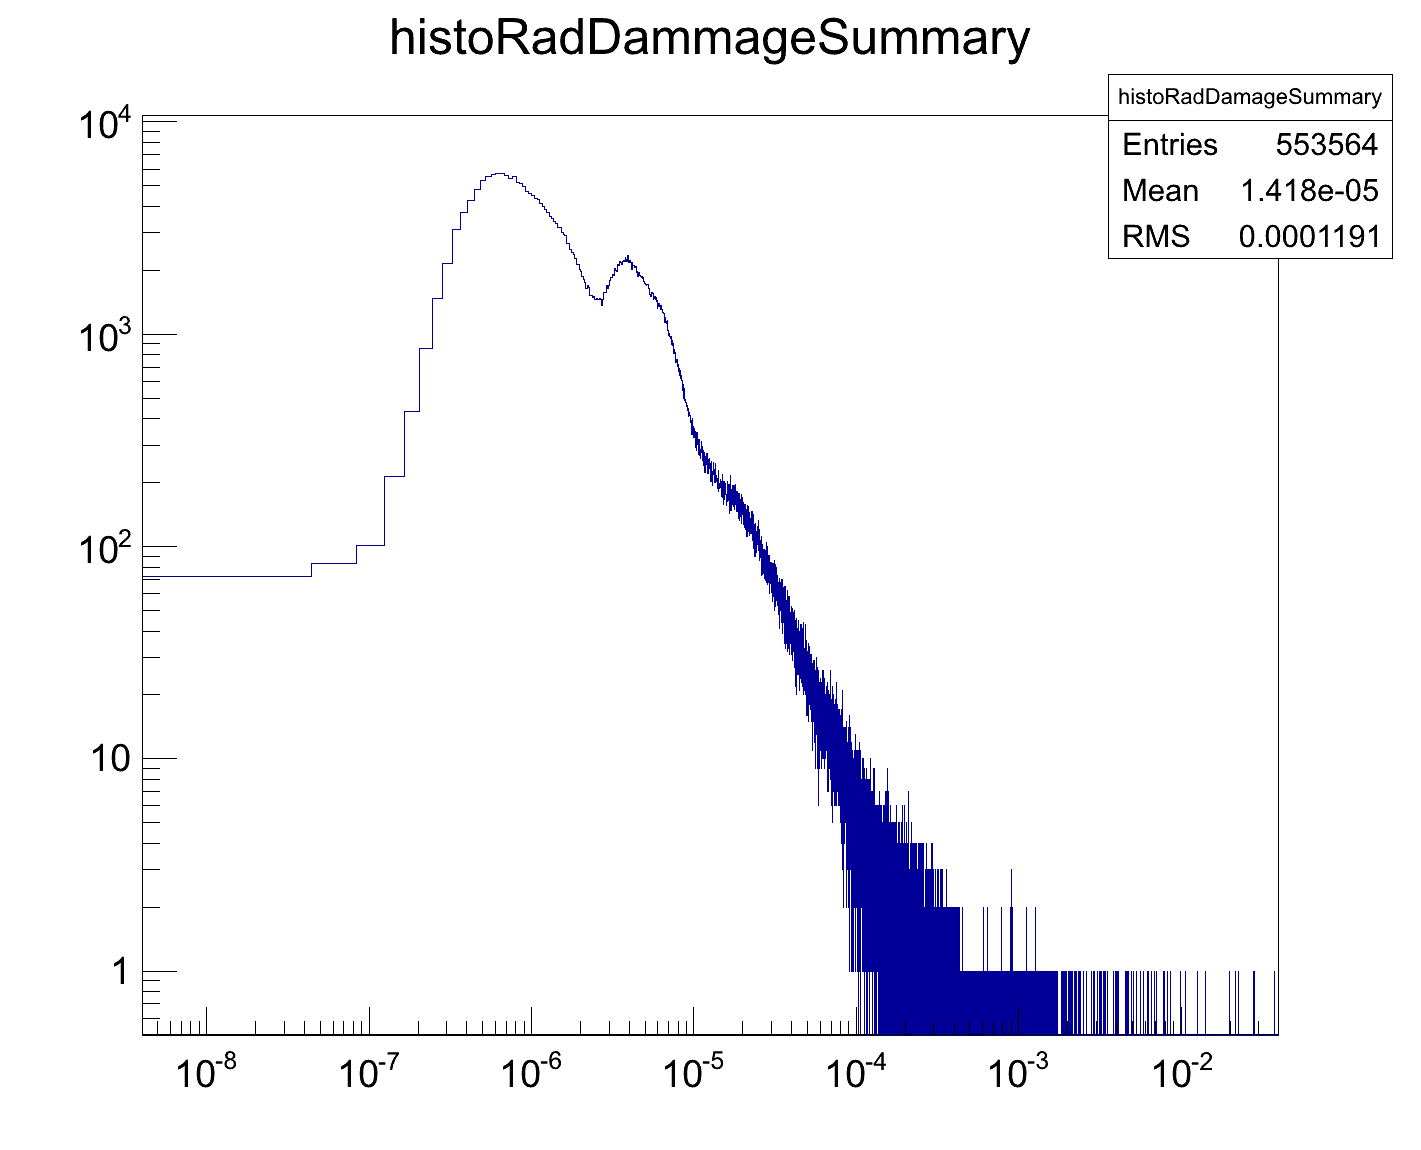 histoRadDammageSummary
histoRadDamageSummary
Entries 553564
Mean 1.418e-05
RMS 0.0001191
10^4
10^3
10^2
10
1
10^-8 10^-7 10^-6 10^-5 10^-4 10^-3 10^-2